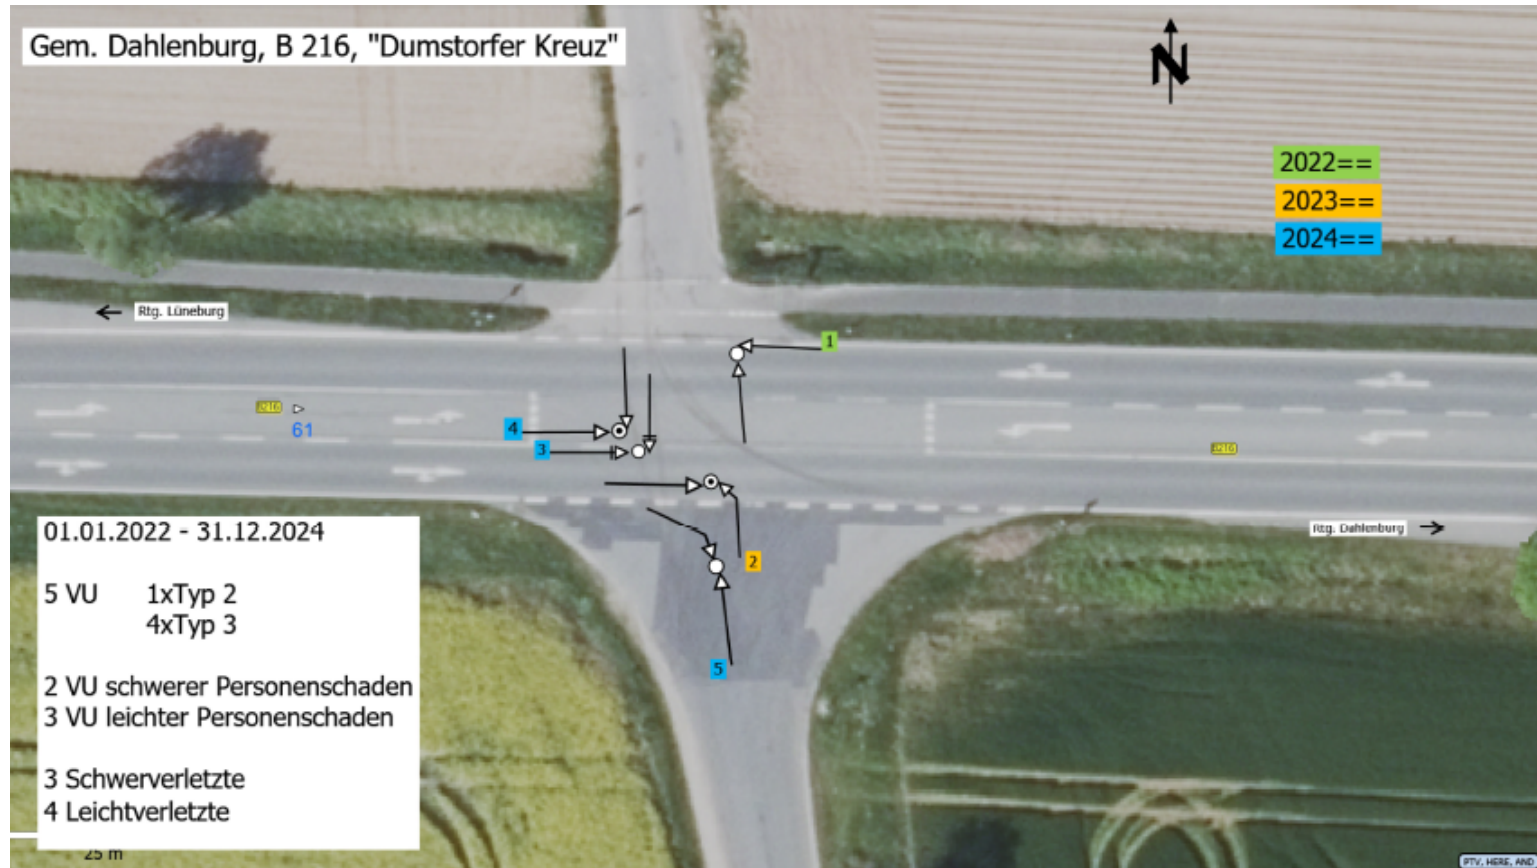 Gem. Dahlenburg, B 216, "Dumstorfer Kreuz"
N
2022==
2023==
2024==
Rtg. Lüneburg
1
B216
61
4
3
B216
Rtg. Dahlenburg
2
5
01.01.2022 - 31.12.2024
5 VU 1xTyp 2
4xTyp 3
2 VU schwerer Personenschaden
3 VU leichter Personenschaden
3 Schwerverletzte
4 Leichtverletzte
25 m
PTV, HERE, AND